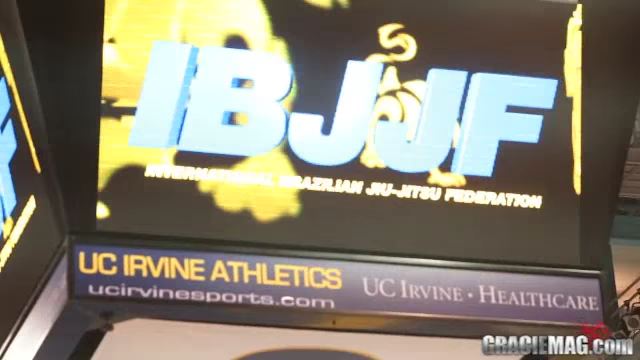 IBJJF
INTERNATIONAL BRAZILIAN JIU-JITSU FEDERATION
UC IRVINE ATHLETICS
ucirvinesports.com
UC IRVINE • HEALTHCARE
GRACIEMAG.com